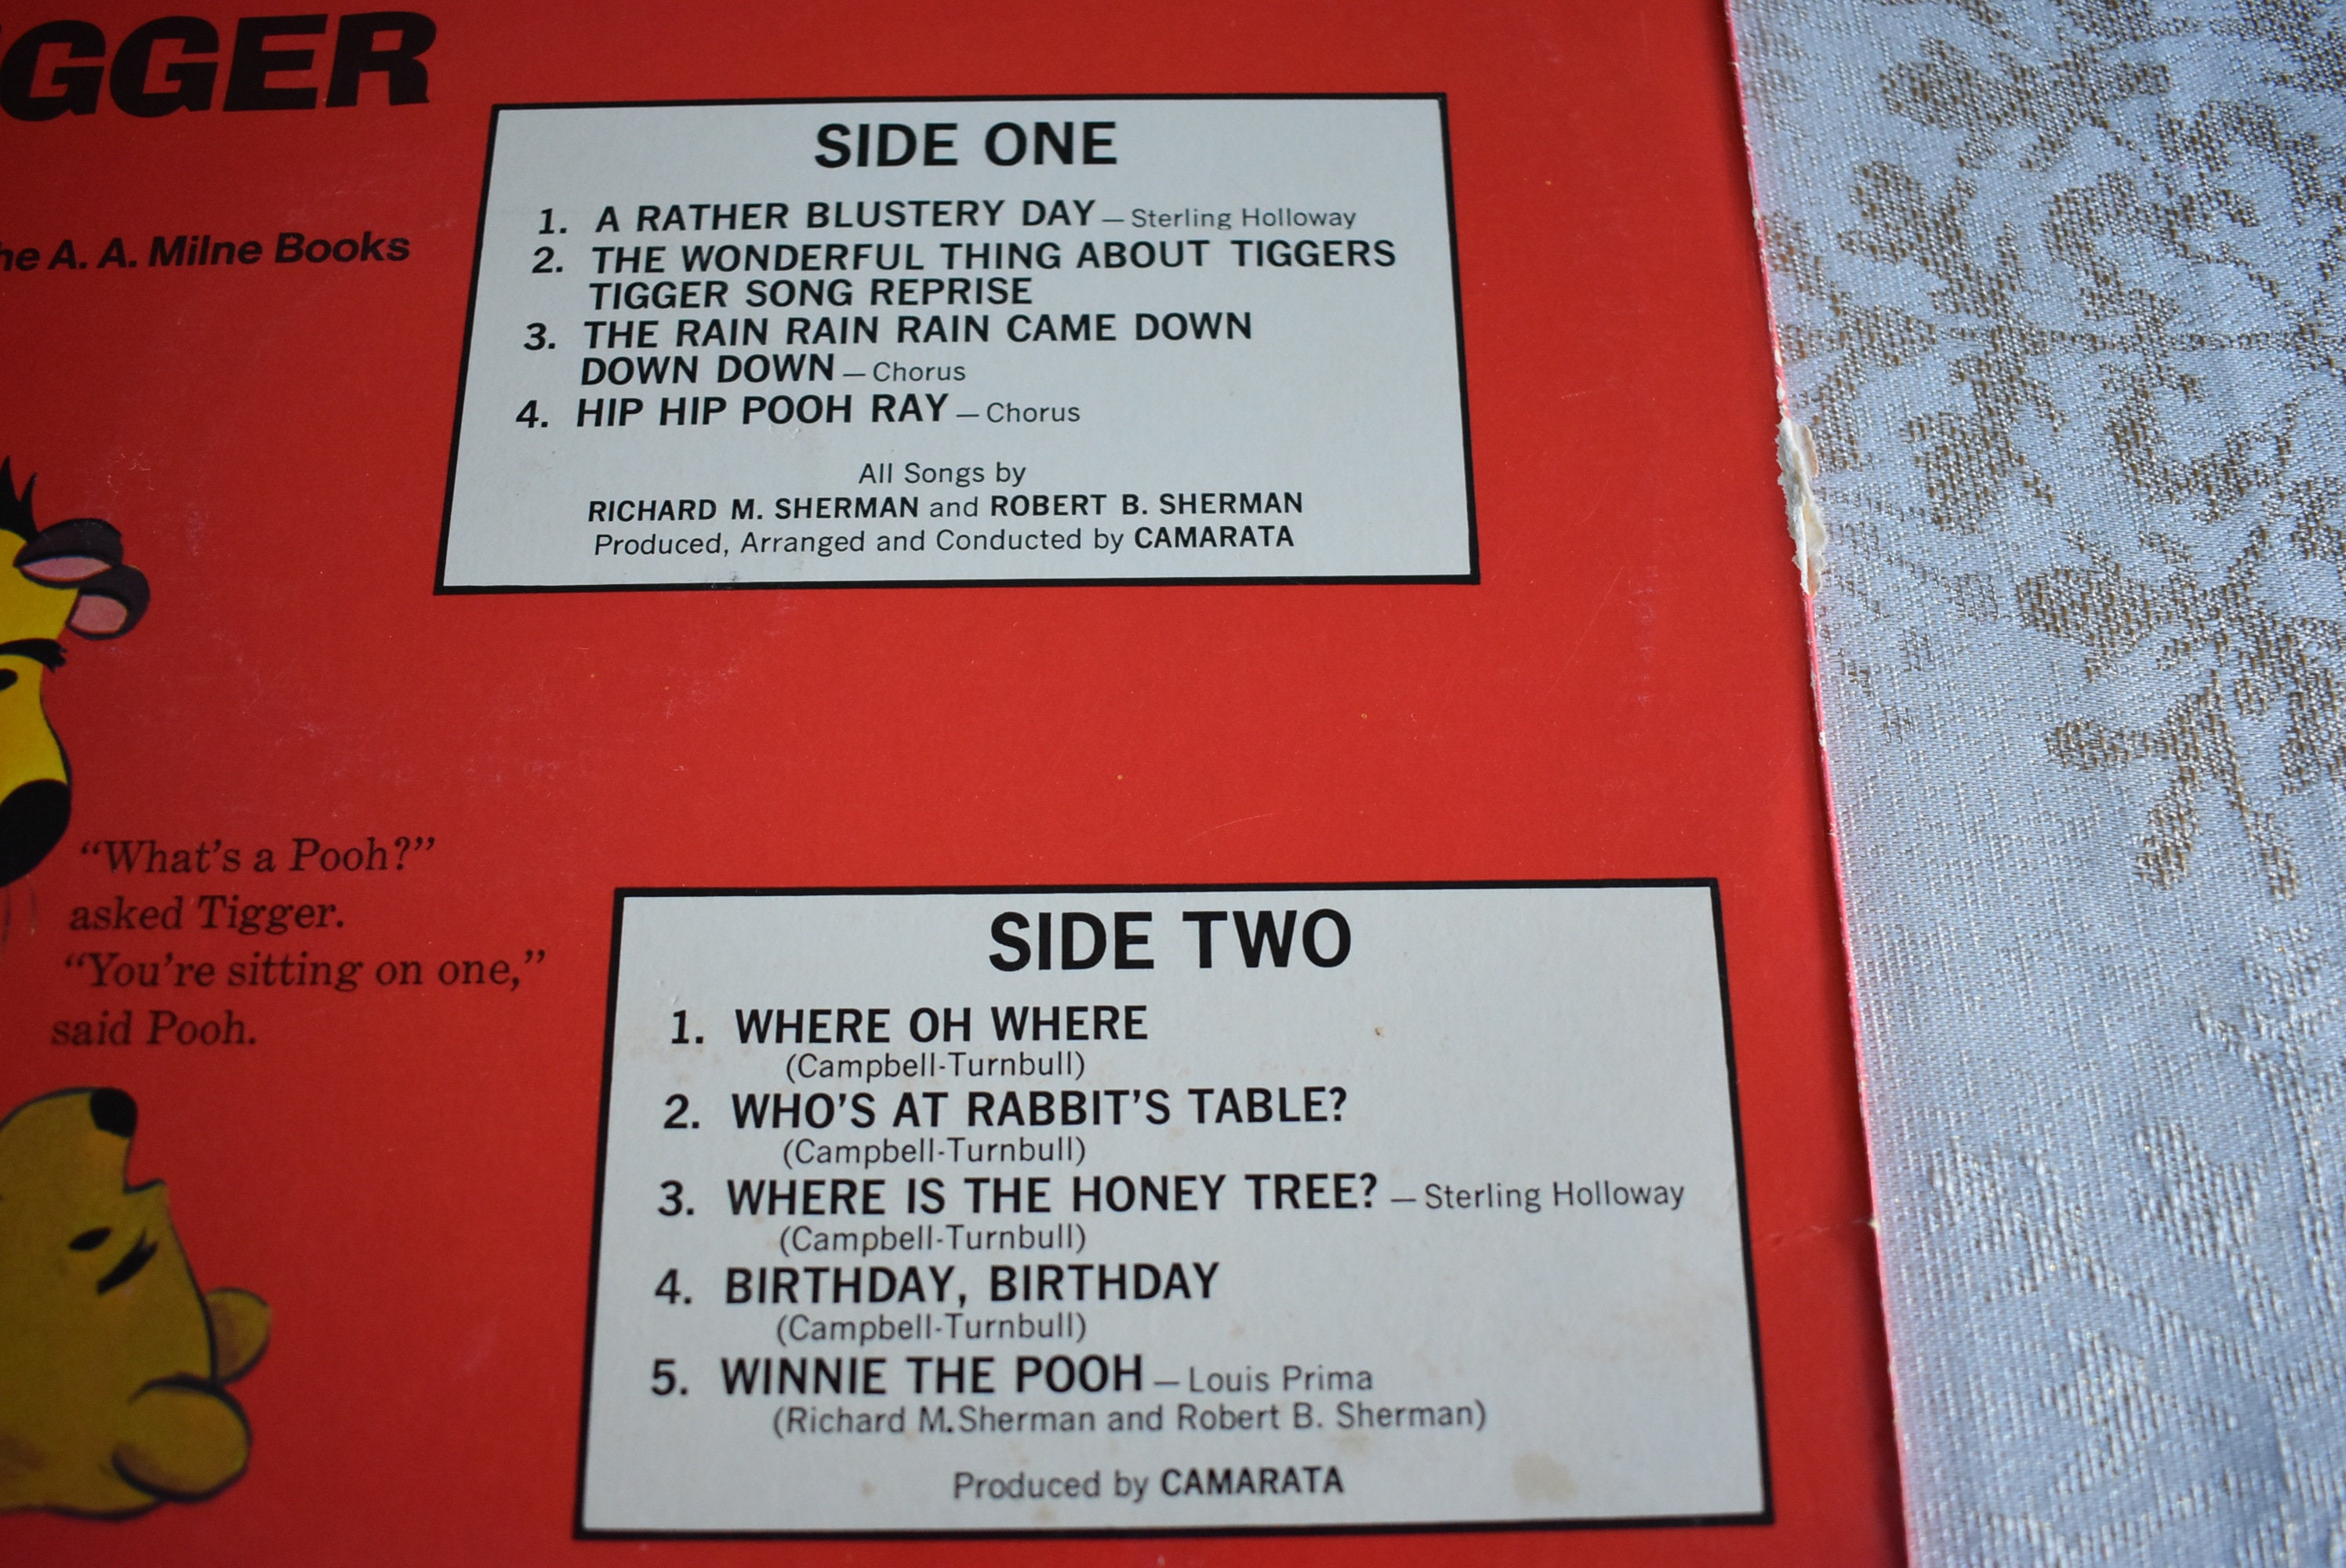 A. A. Milne Books
SIDE ONE
1. A RATHER BLUSTERY DAY — Sterling Holloway
2. THE WONDERFUL THING ABOUT TIGGERS
TIGGER SONG REPRISE
3. THE RAIN RAIN RAIN CAME DOWN
DOWN DOWN — Chorus
4. HIP HIP POOH RAY — Chorus
All Songs by
RICHARD M. SHERMAN and ROBERT B. SHERMAN
Produced, Arranged and Conducted by CAMARATA
“What’s a Pooh?”
asked Tigger.
“You’re sitting on one,”
said Pooh.
SIDE TWO
1. WHERE OH WHERE
(Campbell-Turnbull)
2. WHO’S AT RABBIT’S TABLE?
(Campbell-Turnbull)
3. WHERE IS THE HONEY TREE? — Sterling Holloway
(Campbell-Turnbull)
4. BIRTHDAY, BIRTHDAY
(Campbell-Turnbull)
5. WINNIE THE POOH — Louis Prima
(Richard M. Sherman and Robert B. Sherman)
Produced by CAMARATA